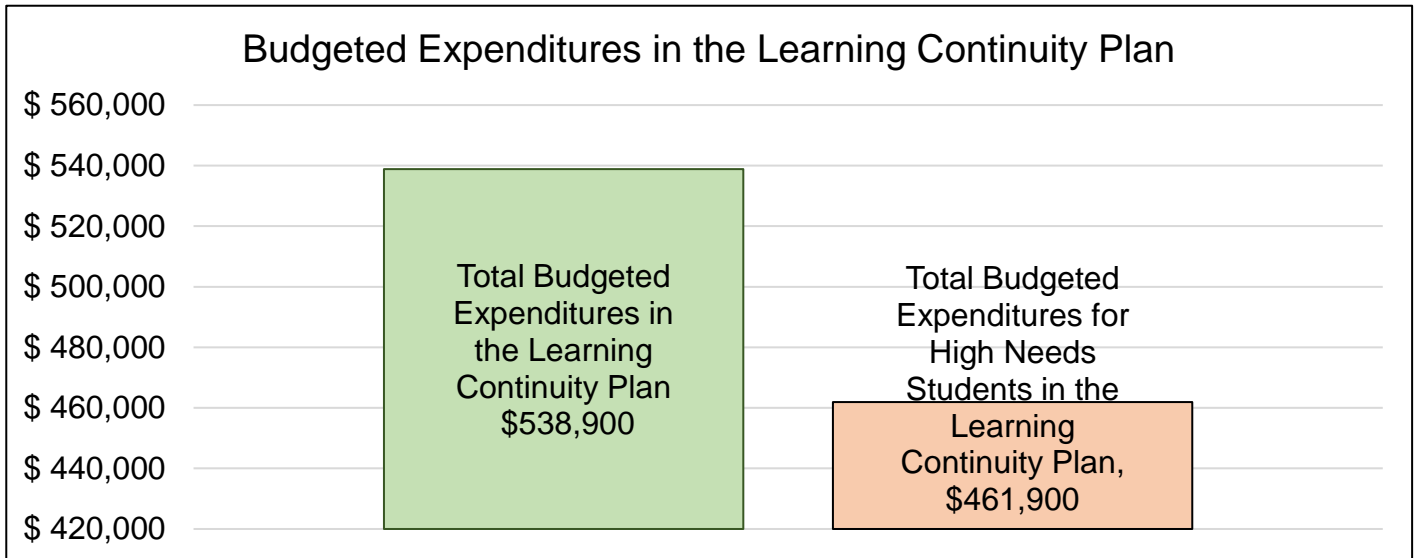 Budgeted Expenditures in the Learning Continuity Plan
$ 560,000
$ 540,000
$ 520,000
$ 500,000
$ 480,000
$ 460,000
$ 440,000
$ 420,000
Total Budgeted
Expenditures in
the Learning
Continuity Plan
$538,900
Total Budgeted
Expenditures for
High Needs
Students in the
Learning
Continuity Plan,
$461,900